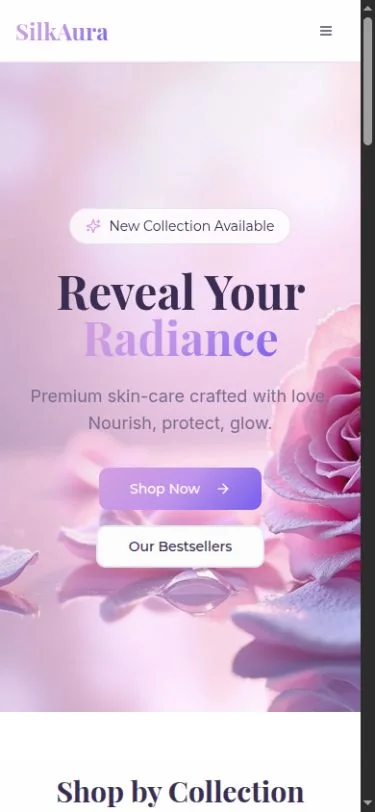 SilkAura
New Collection Available
Reveal Your
Radiance
Premium skin-care crafted with love.
Nourish, protect, glow.
Shop Now
Our Bestsellers
Shop by Collection